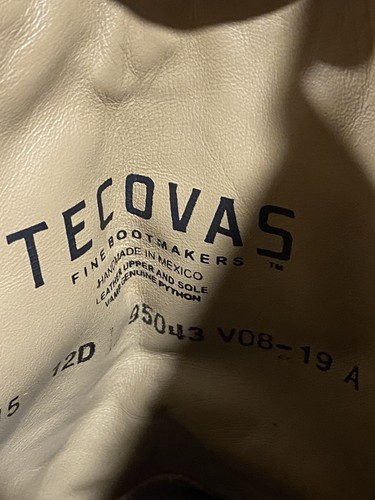 TECOVAS
FINE BOOTMAKERS ™
HANDMADE IN MEXICO
LEATHER UPPER AND SOLE
VAMP GENUINE PYTHON
12D 95043 V08-19 A